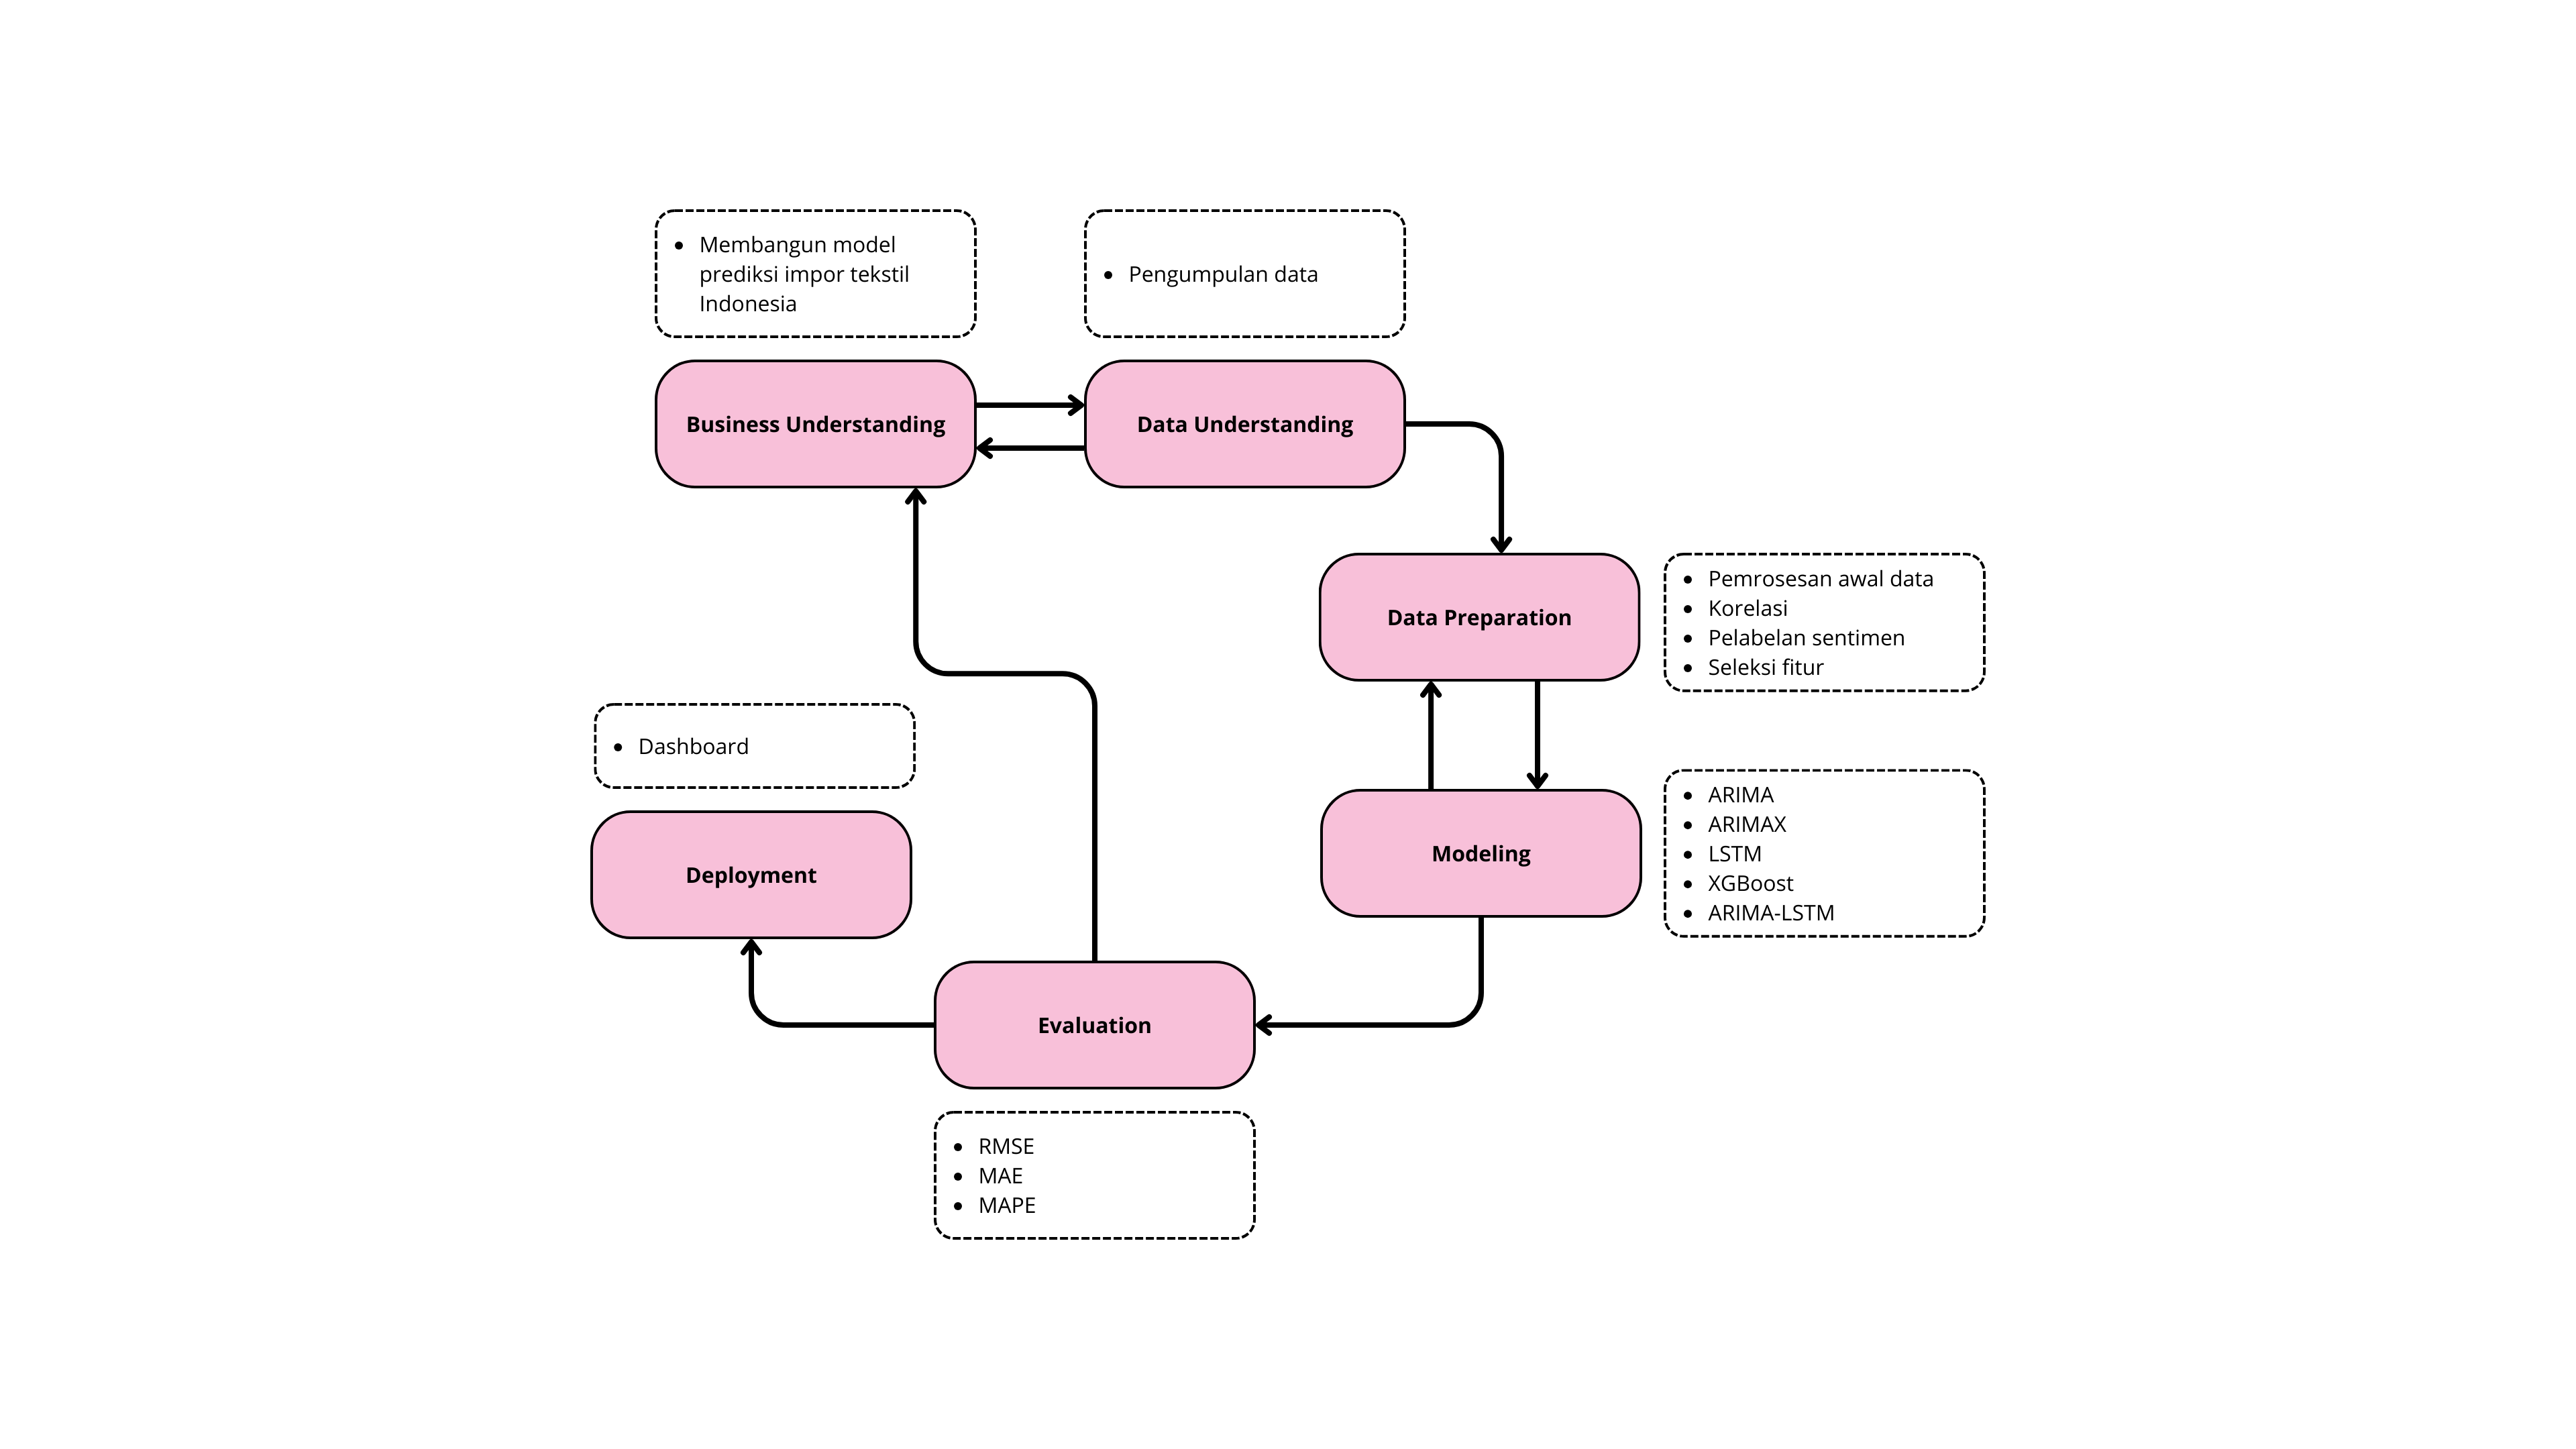 Membangun model
prediksi impor tekstil
Indonesia
Pengumpulan data
Business Understanding
Data Understanding
Data Preparation
Pemrosesan awal data
Korelasi
Pelabelan sentimen
Seleksi fitur
Dashboard
Deployment
Modeling
ARIMA
ARIMAX
LSTM
XGBoost
ARIMA-LSTM
Evaluation
RMSE
MAE
MAPE